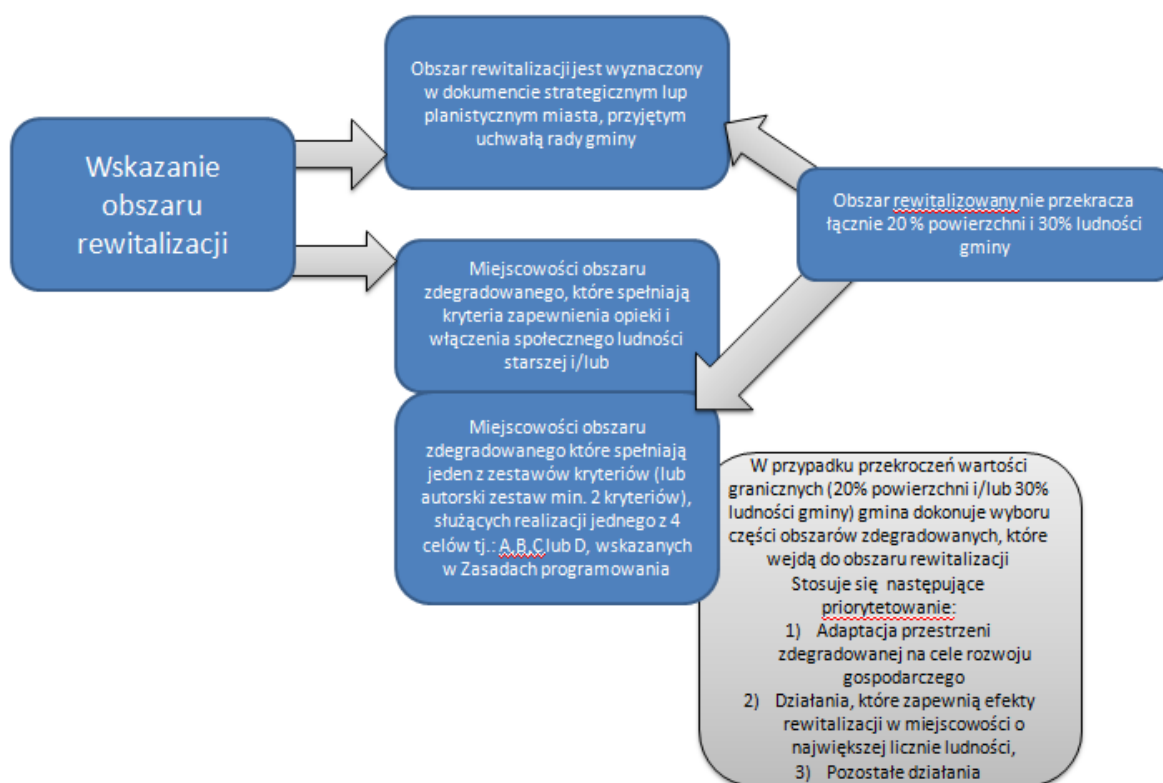 Wskazanie
obszaru
rewitalizacji
Obszar rewitalizacji jest wyznaczony
w dokumencie strategicznym lup
planistycznym miasta, przyjętym
uchwałą rady gminy
Obszar rewitalizowany nie przekracza
łącznie 20 % powierzchni i 30% ludności
gminy
Miejscowości obszaru
zdegradowanego, które spełniają
kryteria zapewnienia opieki i
włączenia społecznego ludności
starszej i/lub
Miejscowości obszaru
zdegradowanego które spełniają
jeden z zestawów kryteriów (lub
autorski zestaw min. 2 kryteriów),
służących realizacji jednego z 4
celów tj.: A,B,C lub D, wskazanych
w Zasadach programowania
W przypadku przekroczeń wartości
granicznych (20% powierzchni i/lub 30%
ludności gminy) gmina dokonuje wyboru
części obszarów zdegradowanych, które
wejdą do obszaru rewitalizacji
Stosuje się następujące
priorytetowanie:
1) Adaptacja przestrzeni
zdegradowanej na cele rozwoju
gospodarczego
2) Działania, które zapewnią efekty
rewitalizacji w miejscowości o
największej licznie ludności,
3) Pozostałe działania